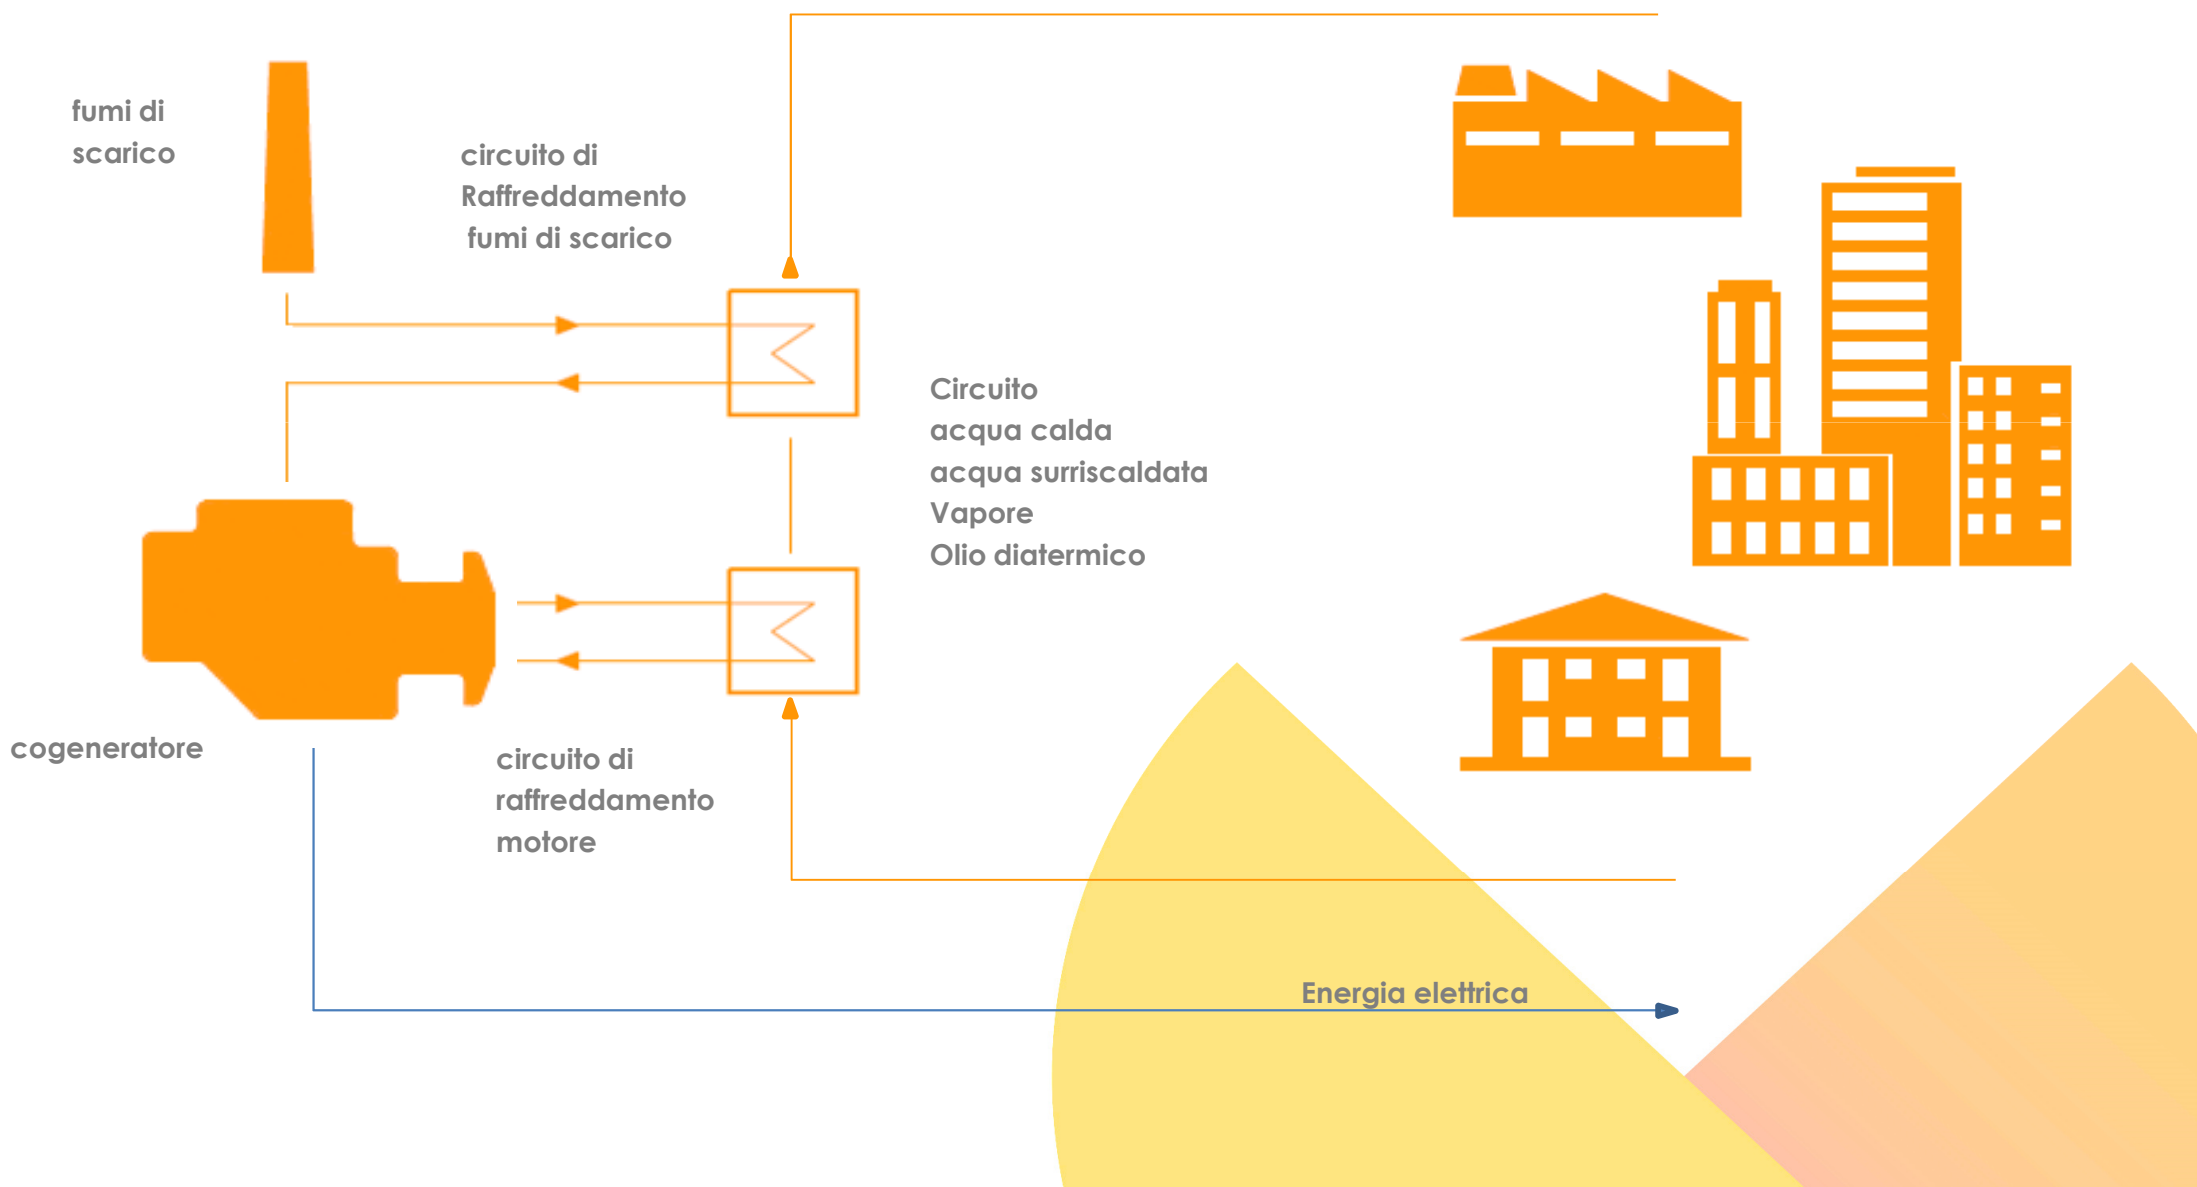 fumi di
scarico
circuito di
Raffreddamento
fumi di scarico
Circuito
acqua calda
acqua surriscaldata
Vapore
Olio diatermico
cogeneratore
circuito di
raffreddamento
motore
Energia elettrica